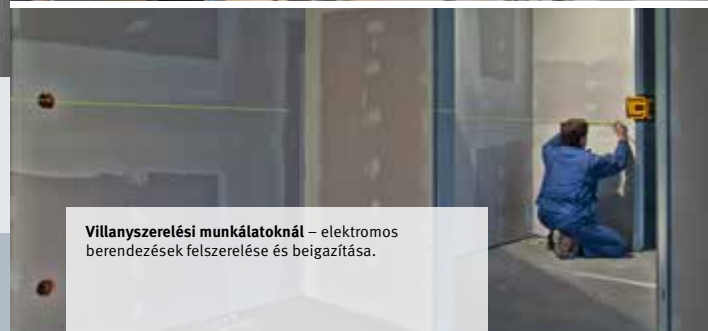 Villanyszerelési munkálatoknál – elektromos
berendezések felszerelése és beigazítása.